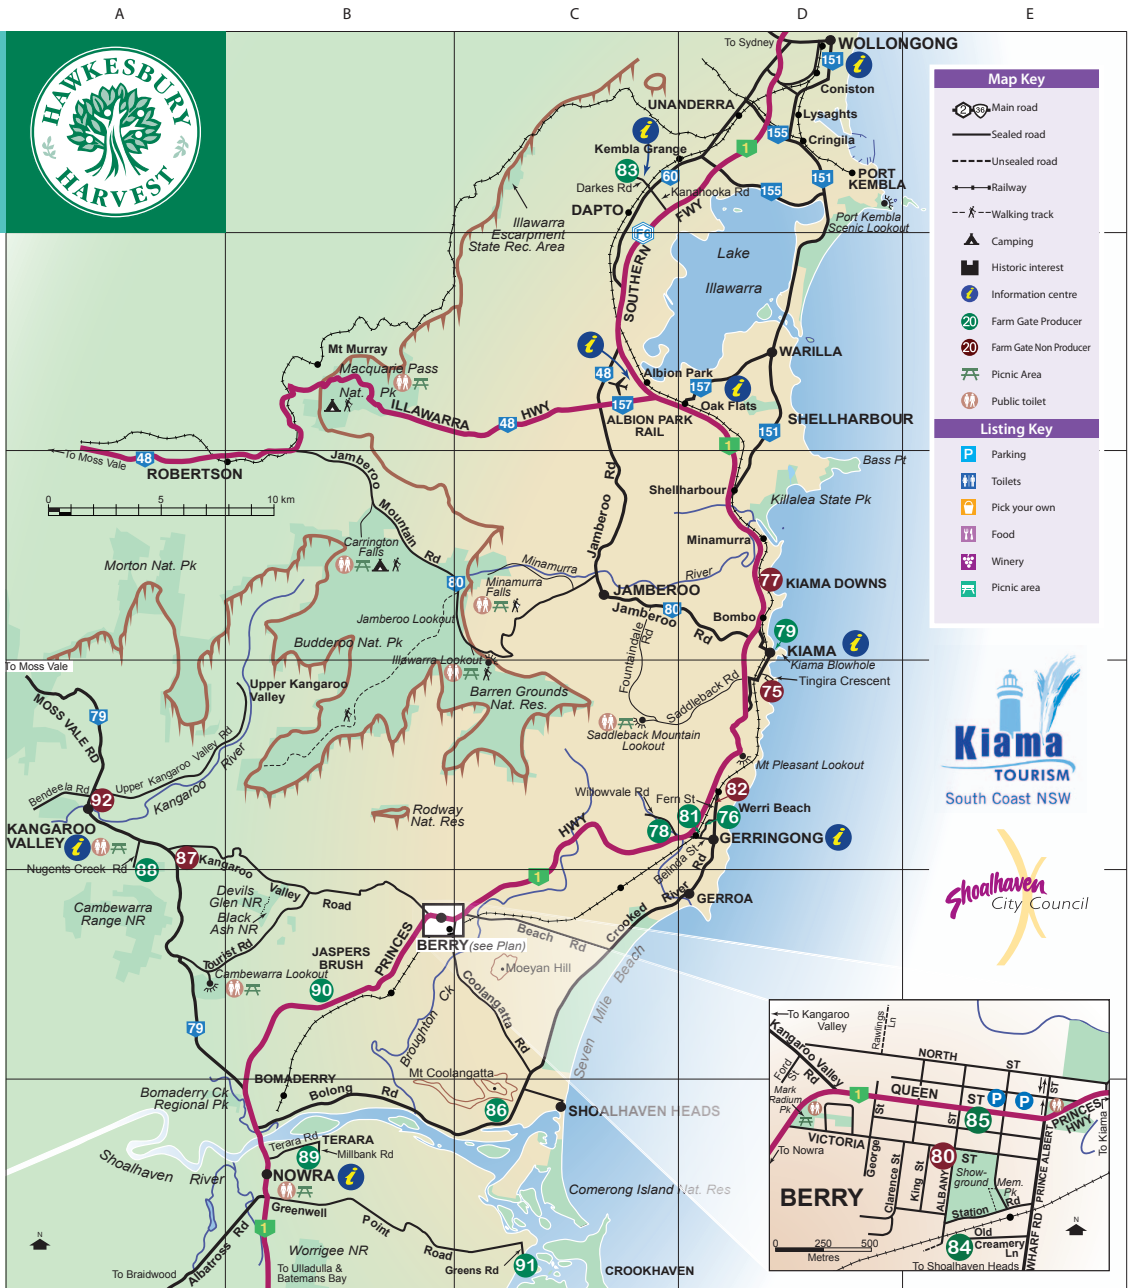 A
B
C
D
E
HAWKESBURY
HARVEST
To Sydney
WOLLONGONG
151
i
Coniston
UNANDERRA
Lysaghts
155
Cringila
i
Kembla Grange
1
83
60
PORT
KEMBLA
Darkes Rd
Kanahooka Rd
155
151
DAPTO
FWY
Port Kembla
Scenic Lookout
Illawarra
Escarpment
State Rec. Area
F6
SOUTHERN
Lake
Illawarra
Mt Murray
i
WARILLA
Macquarie Pass
Nat. Pk
48
Albion Park
157
i
ILLAWARRA
48
HWY
157
Oak Flats
ALBION PARK
RAIL
SHELLHARBOUR
151
1
To Moss Vale
48
ROBERTSON
Jamberoo
Mountain
Rd
Bass Pt
0
5
10 km
Jamberoo
Rd
Shellharbour
Killalea State Pk
Carrington
Falls
Minamurra
Morton Nat. Pk
Minamurra
River
80
Minamurra
Falls
77
KIAMA DOWNS
JAMBEROO
Jamberoo Lookout
80
Jamberoo
Rd
Bombo
79
Budderoo Nat. Pk
Fountaindale
Rd
KIAMA
i
Illawarra Lookout
Kiama Blowhole
To Moss Vale
Tingira Crescent
Upper Kangaroo
Valley
Barren Grounds
Nat. Res.
Saddleback Rd
75
MOSS VALE RD
79
Saddleback Mountain
Lookout
Upper Kangaroo Valley Rd
River
Mt Pleasant Lookout
Bendeela Rd
92
Kangaroo
Willowvale Rd
Fern St
82
Werri Beach
Rodway
Nat. Res
81
76
KANGAROO
VALLEY
i
HWY
78
GERRINGONG
i
87
Kangaroo
Valley
Road
Nugents Creek Rd
88
Belinda St
1
Devils
Glen NR
Black
Ash NR
River
Rd
GERROA
Cambewarra
Range NR
Crooked
BERRY (see Plan)
Beach
Rd
PRINCES
JASPERS
BRUSH
Tourist Rd
Moeyan Hill
Cambewarra Lookout
90
Coolangatta
Rd
Broughton
Ck
Seven
Mile
Beach
79
Mt Coolangatta
BOMADERRY
Bolong
Rd
Bomaderry Ck
Regional Pk
86
SHOALHAVEN HEADS
Terara Rd
TERARA
89
Millbank Rd
Shoalhaven
River
NOWRA
i
Comerong Island Nat. Res
Greenwell
Point
Road
1
Albatross
Rd
Worrigee NR
To Ulladulla &
Batemans Bay
To Braidwood
Greens Rd
91
CROOKHAVEN
N
Map Key
2
36
Main road
Sealed road
Unsealed road
Railway
Walking track
Camping
Historic interest
i
Information centre
20
Farm Gate Producer
20
Farm Gate Non Producer
Picnic Area
Public toilet
Listing Key
P
Parking
Toilets
Pick your own
Food
Winery
Picnic area
Kiama
TOURISM
South Coast NSW
Shoalhaven
City Council
To Kangaroo
Valley
Rawlings
Ln
Kangaroo Valley
Rd
NORTH
ST
Ford
St
Mark
Radium
Pk
1
QUEEN
ST
P
P
ST
PRINCES
HWY
85
ST
St
VICTORIA
ST
To Nowra
George
Clarence St
King St
80
ALBANY
Show-
ground
Mem.
Pk
PRINCE ALBERT
To Kiama
BERRY
Station
Rd
WHARF RD
Old
Creamery
Ln
84
N
0
250
500
Metres
To Shoalhaven Heads